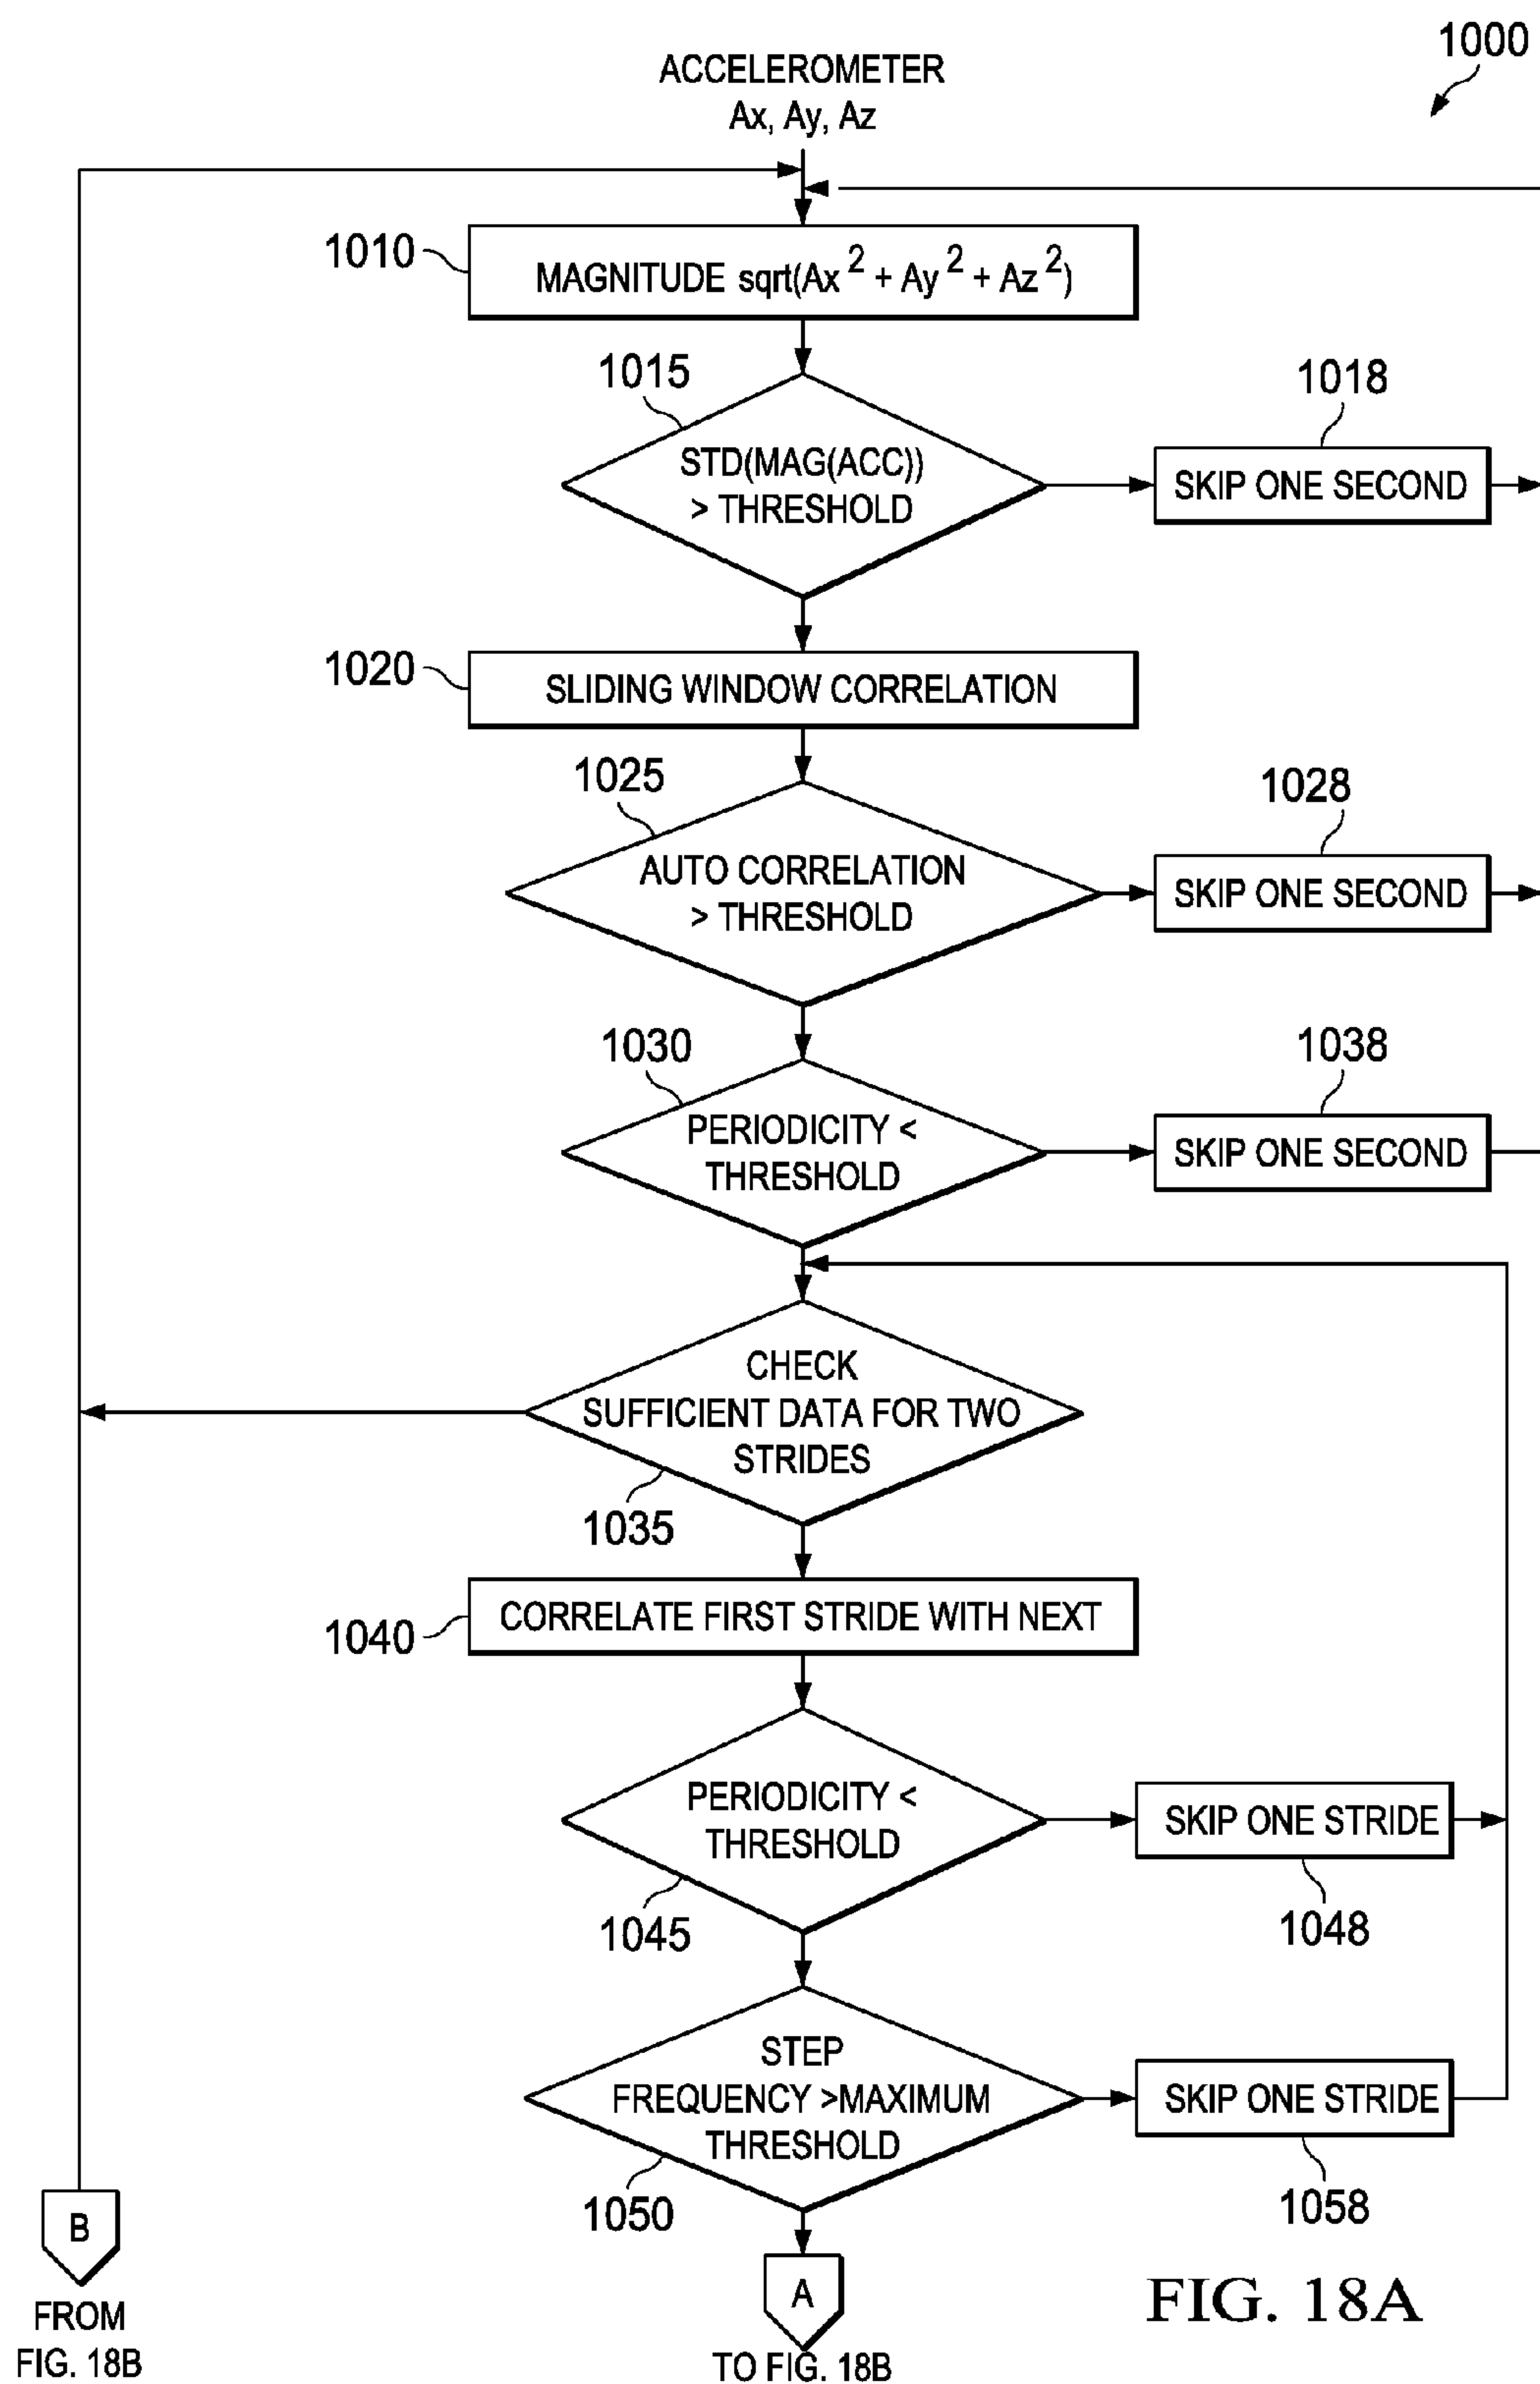 1000
ACCELEROMETER
Ax, Ay, Az
1010
MAGNITUDE sqrt(Ax 2 + Ay 2 + Az 2)
1015
STD(MAG(ACC))
> THRESHOLD
1018
SKIP ONE SECOND
1020
SLIDING WINDOW CORRELATION
1025
AUTO CORRELATION
> THRESHOLD
1028
SKIP ONE SECOND
1030
PERIODICITY <
THRESHOLD
1038
SKIP ONE SECOND
CHECK
SUFFICIENT DATA FOR TWO
STRIDES
1035
1040
CORRELATE FIRST STRIDE WITH NEXT
PERIODICITY <
THRESHOLD
1045
SKIP ONE STRIDE
1048
STEP
FREQUENCY >MAXIMUM
THRESHOLD
1050
SKIP ONE STRIDE
1058
B
FROM
FIG. 18B
A
TO FIG. 18B
FIG. 18A